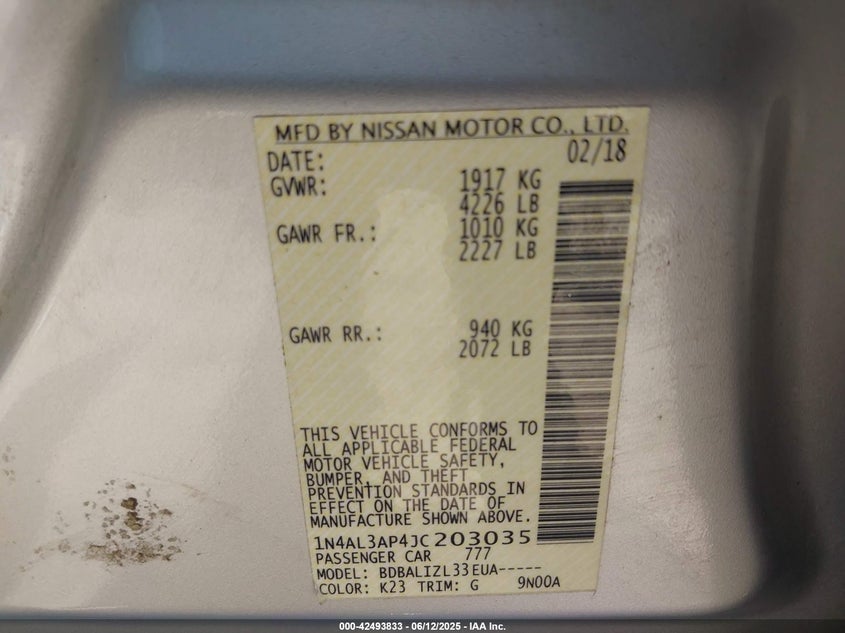 MFD BY NISSAN MOTOR CO., LTD.
DATE: 02/18
GVWR: 1917 KG
4226 LB
GAWR FR.: 1010 KG
2227 LB
GAWR RR.: 940 KG
2072 LB
THIS VEHICLE CONFORMS TO
ALL APPLICABLE FEDERAL
MOTOR VEHICLE SAFETY,
BUMPER, AND THEFT
PREVENTION STANDARDS IN
EFFECT ON THE DATE OF
MANUFACTURE SHOWN ABOVE.
1N4AL3AP4JC203035
PASSENGER CAR 777
MODEL: BDBALIZL33EUA-----
COLOR: K23 TRIM: G 9N00A
000-42493833 - 06/12/2025 - IAA Inc.